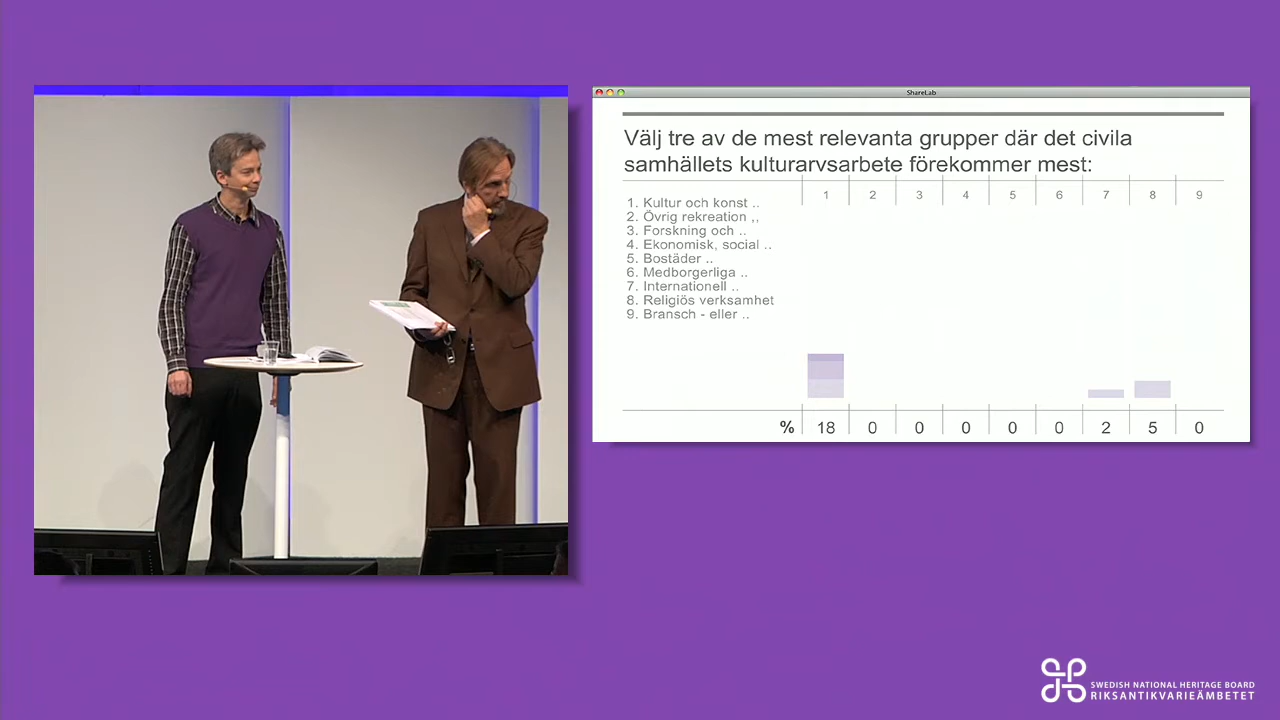 ShareLab
Välj tre av de mest relevanta grupper där det civila
samhällets kulturarvsarbete förekommer mest:
1 2 3 4 5 6 7 8 9
1. Kultur och konst ..
2. Övrig rekreation ,,
3. Forskning och ..
4. Ekonomisk, social ..
5. Bostäder ..
6. Medborgerliga ..
7. Internationell ..
8. Religiös verksamhet
9. Bransch - eller ..
% 18 0 0 0 0 0 2 5 0
SWEDISH NATIONAL HERITAGE BOARD
RIKSANTIKVARIEÄMBETET